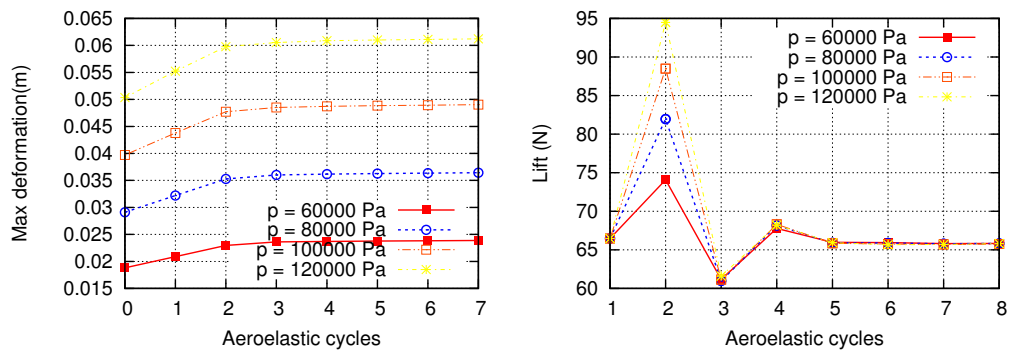 0.065
0.06
0.055
0.05
0.045
0.04
0.035
0.03
0.025
0.02
0.015
Max deformation(m)
p = 60000 Pa
p = 80000 Pa
p = 100000 Pa
p = 120000 Pa
0 1 2 3 4 5 6 7
Aeroelastic cycles
95
90
85
80
75
70
65
60
Lift (N)
p = 60000 Pa
p = 80000 Pa
p = 100000 Pa
p = 120000 Pa
1 2 3 4 5 6 7 8
Aeroelastic cycles